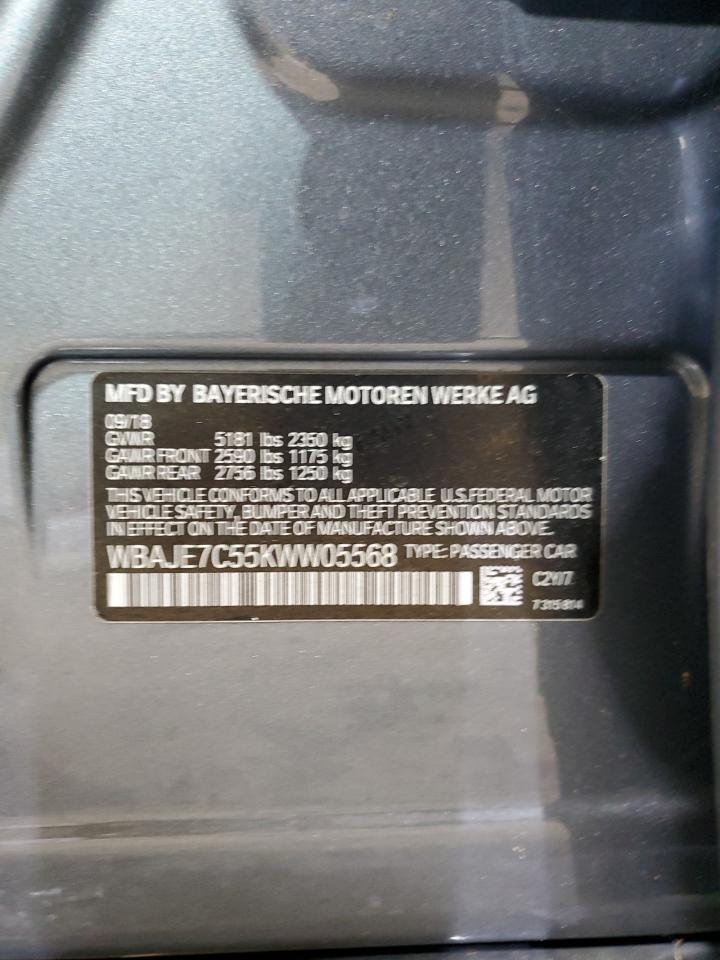 MFD BY BAYERISCHE MOTOREN WERKE AG
09/18
GVWR 5181 lbs 2350 kg
GAWR FRONT 2590 lbs 1175 kg
GAWR REAR 2756 lbs 1250 kg
THIS VEHICLE CONFORMS TO ALL APPLICABLE U.S.FEDERAL MOTOR
VEHICLE SAFETY, BUMPER AND THEFT PREVENTION STANDARDS
IN EFFECT ON THE DATE OF MANUFACTURE SHOWN ABOVE.
WBAJE7C55KWW05568 TYPE: PASSENGER CAR
C2Y7
7315814